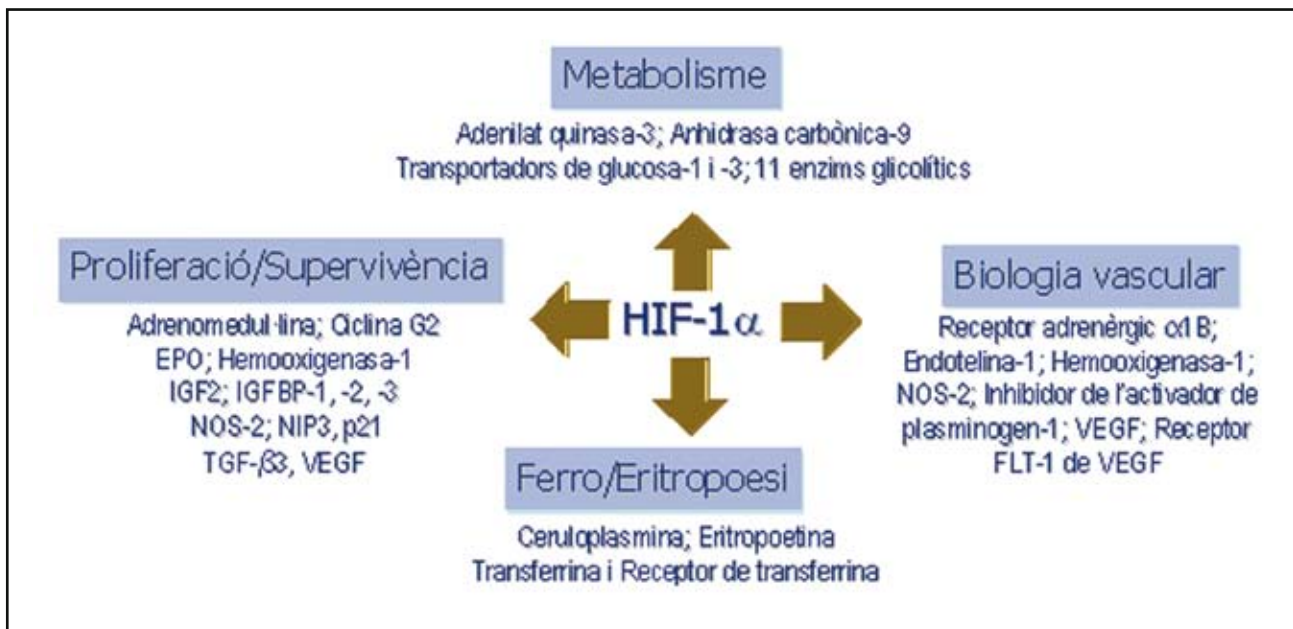 Metabolisme
Adenilat quinasa-3; Anhidrasa carbònica-9
Transportadors de glucosa-1 i -3; 11 enzims glicolítics
Proliferació/Supervivència
Adrenomedul·lina; Ciclina G2
EPO; Hemooxigenasa-1
IGF2; IGFBP-1, -2, -3
NOS-2; NIP3, p21
TGF-β3, VEGF
HIF-1α
Biologia vascular
Receptor adrenèrgic α1B;
Endotelina-1; Hemooxigenasa-1;
NOS-2; Inhibidor de l'activador de
plasminogen-1; VEGF; Receptor
FLT-1 de VEGF
Ferro/Eritropoesi
Ceruloplasmina; Eritropoetina
Transferrina i Receptor de transferrina